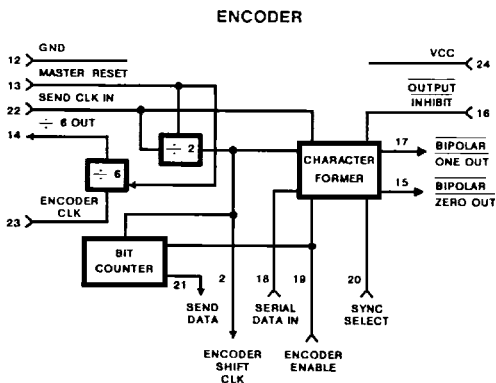 ENCODER
12 GND
13 MASTER RESET
22 SEND CLK IN
14 ÷ 6 OUT
÷ 2
÷ 6
ENCODER
CLK
23
VCC
24
OUTPUT
INHIBIT
16
CHARACTER
FORMER
17 BIPOLAR
ONE OUT
15 BIPOLAR
ZERO OUT
BIT
COUNTER
21 2 18 19 20
SEND
DATA
SERIAL
DATA IN
SYNC
SELECT
ENCODER
SHIFT
CLK
ENCODER
ENABLE